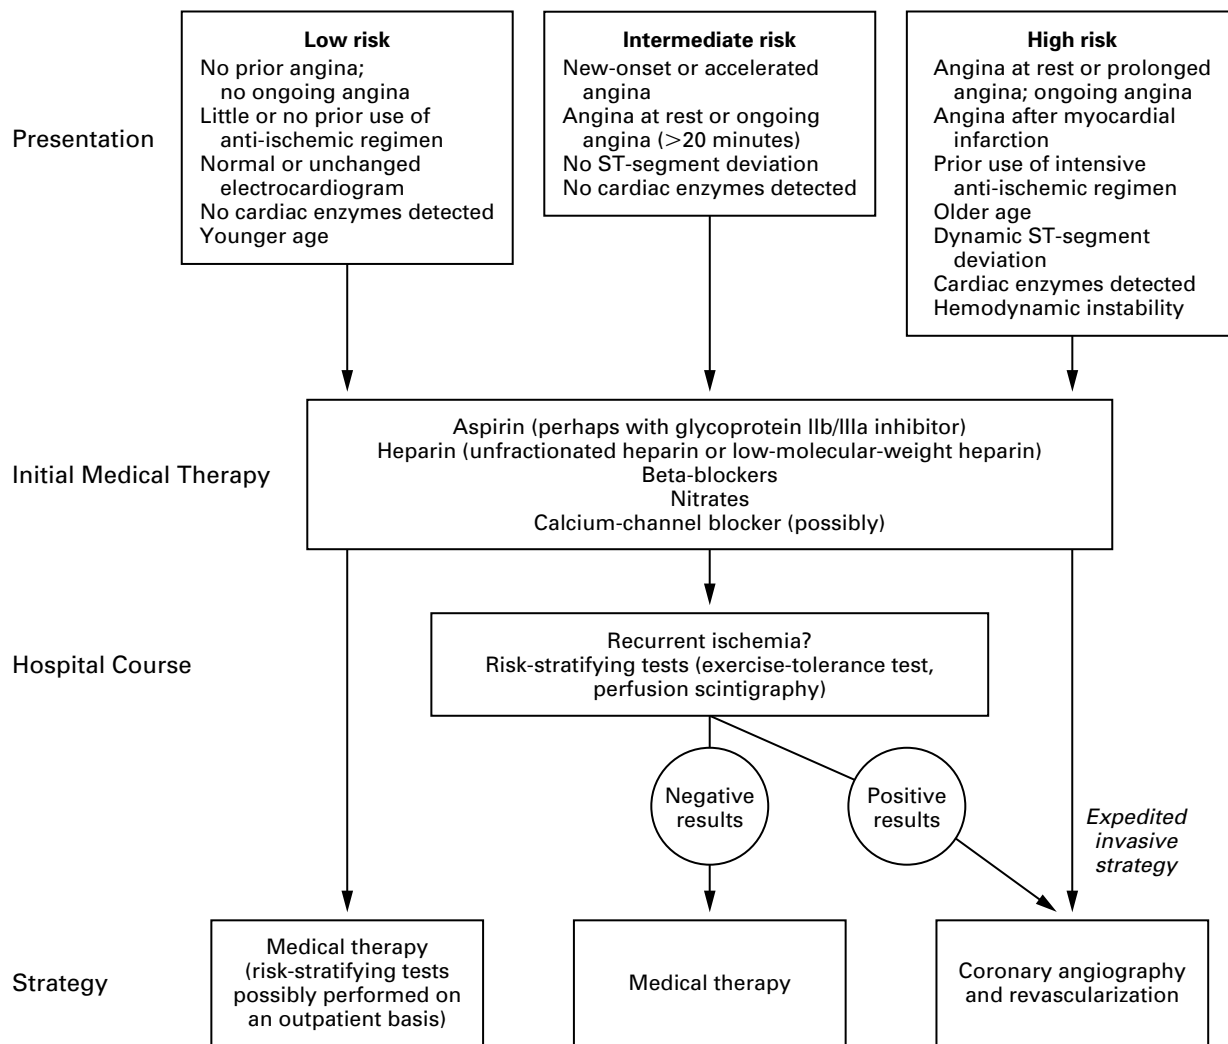 Presentation
Low risk
No prior angina;
no ongoing angina
Little or no prior use of
anti-ischemic regimen
Normal or unchanged
electrocardiogram
No cardiac enzymes detected
Younger age
Intermediate risk
New-onset or accelerated
angina
Angina at rest or ongoing
angina (>20 minutes)
No ST-segment deviation
No cardiac enzymes detected
High risk
Angina at rest or prolonged
angina; ongoing angina
Angina after myocardial
infarction
Prior use of intensive
anti-ischemic regimen
Older age
Dynamic ST-segment
deviation
Cardiac enzymes detected
Hemodynamic instability
Initial Medical Therapy
Aspirin (perhaps with glycoprotein IIb/IIIa inhibitor)
Heparin (unfractionated heparin or low-molecular-weight heparin)
Beta-blockers
Nitrates
Calcium-channel blocker (possibly)
Hospital Course
Recurrent ischemia?
Risk-stratifying tests (exercise-tolerance test,
perfusion scintigraphy)
Negative
results
Positive
results
Expedited
invasive
strategy
Strategy
Medical therapy
(risk-stratifying tests
possibly performed on
an outpatient basis)
Medical therapy
Coronary angiography
and revascularization